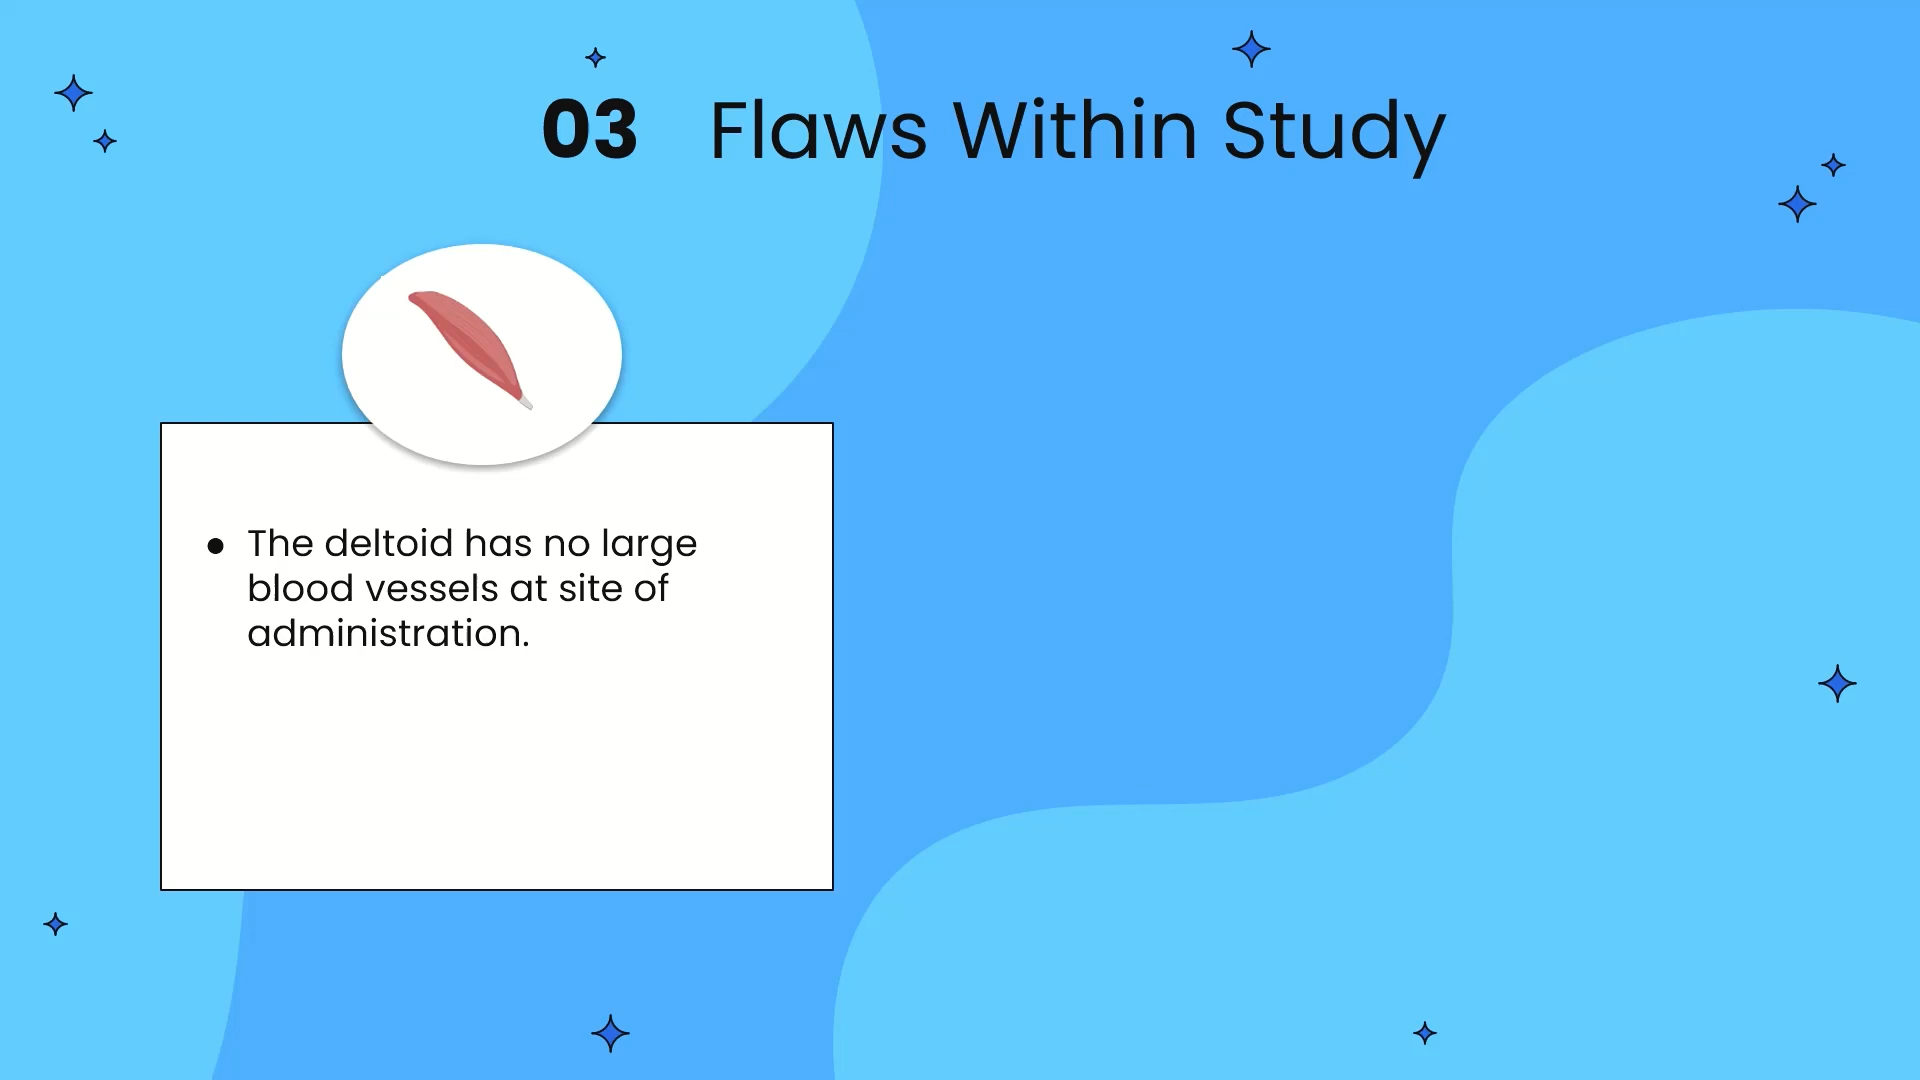 03 Flaws Within Study
● The deltoid has no large
blood vessels at site of
administration.